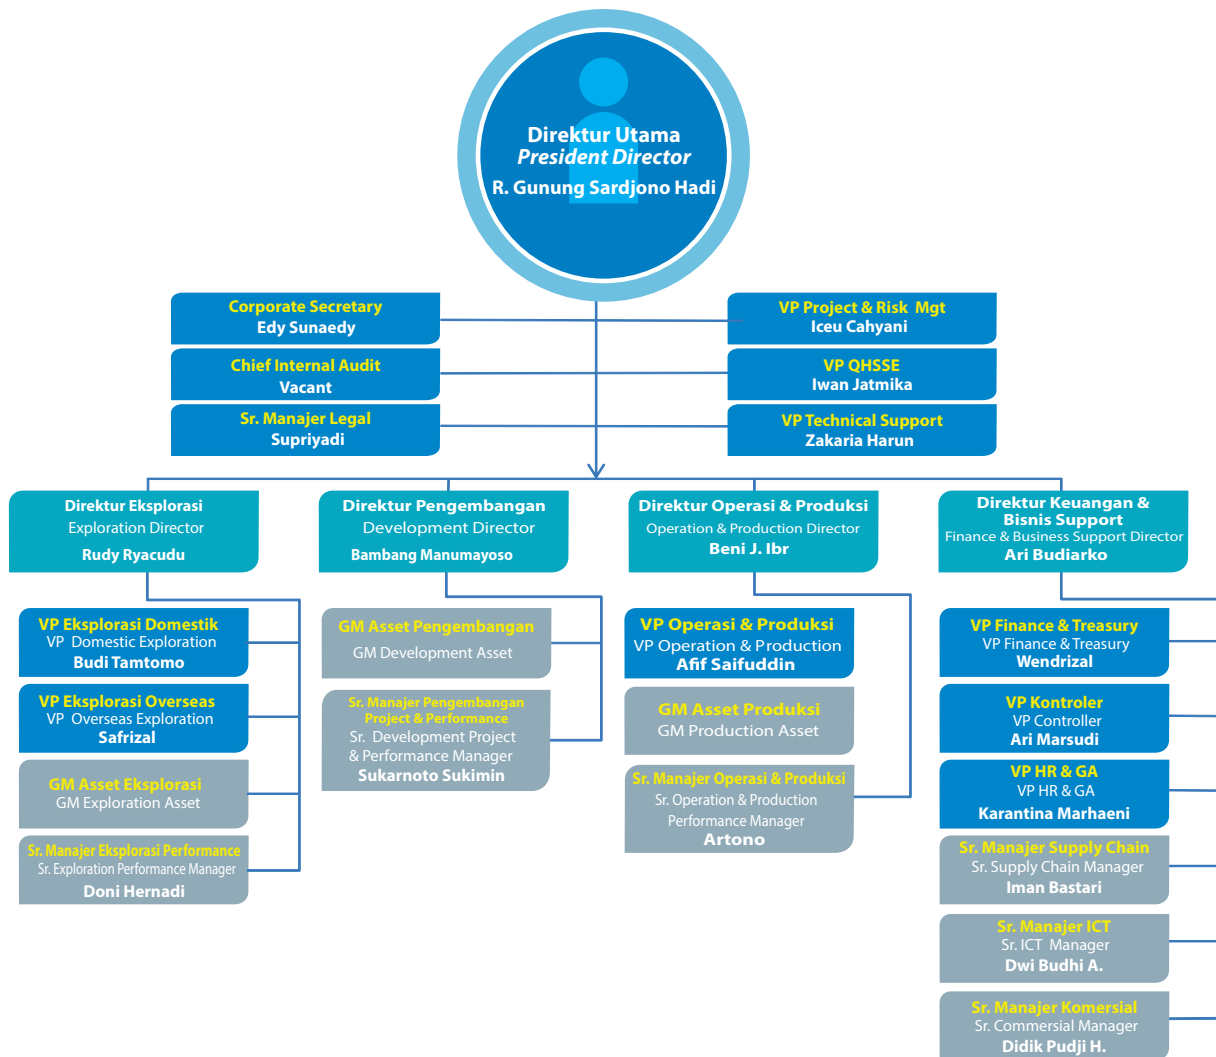 Direktur Utama
President Director
R. Gunung Sardjono Hadi
Corporate Secretary
Edy Sunaedy
Chief Internal Audit
Vacant
Sr. Manajer Legal
Supriyadi
VP Project & Risk Mgt
Iceu Cahyani
VP QHSSE
Iwan Jatmika
VP Technical Support
Zakaria Harun
Direktur Eksplorasi
Exploration Director
Rudy Ryacudu
VP Eksplorasi Domestik
VP Domestic Exploration
Budi Tamtomo
VP Eksplorasi Overseas
VP Overseas Exploration
Safrizal
GM Asset Eksplorasi
GM Exploration Asset
Sr. Manajer Eksplorasi Performance
Sr. Exploration Performance Manager
Doni Hernadi
Direktur Pengembangan
Development Director
Bambang Manumayoso
GM Asset Pengembangan
GM Development Asset
Sr. Manajer Pengembangan
Project & Performance
Sr. Development Project
& Performance Manager
Sukarnoto Sukimin
Direktur Operasi & Produksi
Operation & Production Director
Beni J. Ibr
VP Operasi & Produksi
VP Operation & Production
Afif Saifuddin
GM Asset Produksi
GM Production Asset
Sr. Manajer Operasi & Produksi
Sr. Operation & Production
Performance Manager
Artono
Direktur Keuangan &
Bisnis Support
Finance & Business Support Director
Ari Budiarko
VP Finance & Treasury
VP Finance & Treasury
Wendrizal
VP Kontroler
VP Controller
Ari Marsudi
VP HR & GA
VP HR & GA
Karantina Marhaeni
Sr. Manajer Supply Chain
Sr. Supply Chain Manager
Iman Bastari
Sr. Manajer ICT
Sr. ICT Manager
Dwi Budhi A.
Sr. Manajer Komersial
Sr. Commercial Manager
Didik Pudji H.